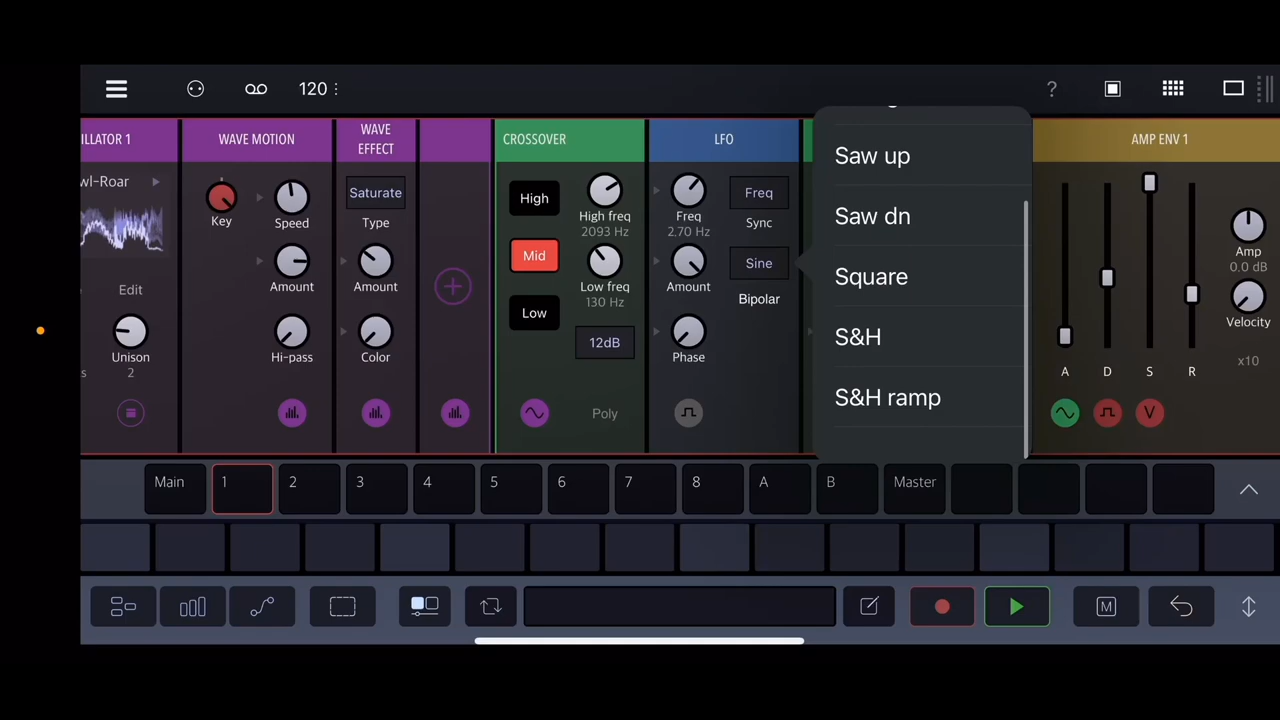 120
?
ILLATOR 1
WAVE MOTION
WAVE
EFFECT
CROSSOVER
LFO
AMP ENV 1
wl-Roar
Edit
Unison
2
s
Key
Speed
Amount
Hi-pass
Saturate
Type
Amount
Color
High
Mid
Low
High freq
2093 Hz
Low freq
130 Hz
12dB
Poly
Freq
2.70 Hz
Amount
Phase
Freq
Sync
Sine
Bipolar
Saw up
Saw dn
Square
S&H
S&H ramp
A
D
S
R
V
Amp
0.0 dB
Velocity
x10
Main
1
2
3
4
5
6
7
8
A
B
Master
M